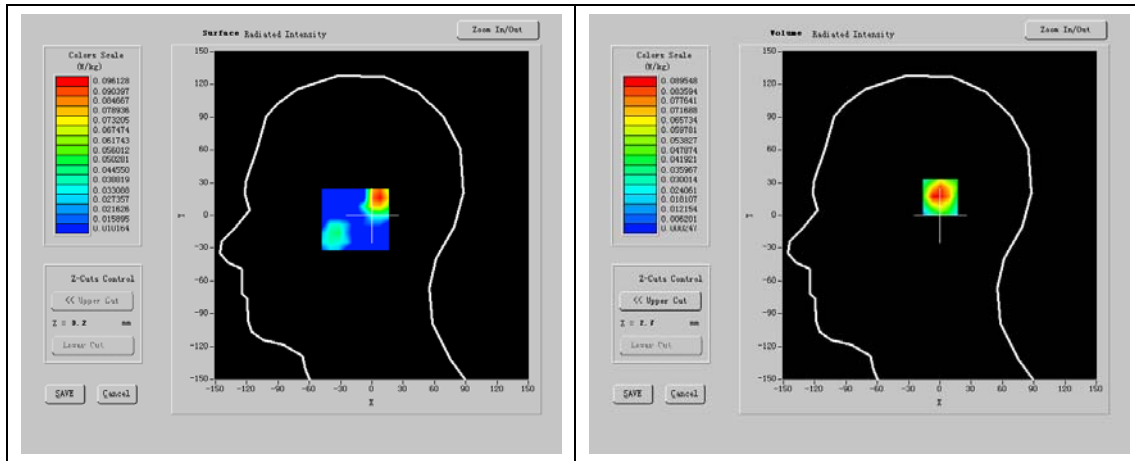 Surface Radiated Intensity
Zoom In/Out
Colors Scale
(W/kg)
0.096128
0.090397
0.084667
0.078936
0.073205
0.067474
0.061743
0.056012
0.050281
0.044550
0.038819
0.033088
0.027357
0.021626
0.015895
0.010164
150
120
90
60
30
0
-30
-60
-90
-120
-150
Y
-150 -120 -90 -60 -30 0 30 60 90 120 150
X
Z-Cuts Control
<< Upper Cut
Z =
mm
Lower Cut
SAVE
Cancel
Volume Radiated Intensity
Zoom In/Out
Colors Scale
(W/kg)
0.089548
0.083594
0.077641
0.071688
0.065734
0.059781
0.053827
0.047874
0.041921
0.035967
0.030014
0.024061
0.018107
0.012154
0.006201
0.000247
150
120
90
60
30
0
-30
-60
-90
-120
-150
Y
-150 -120 -90 -60 -30 0 30 60 90 120 150
X
Z-Cuts Control
<< Upper Cut
Z =
mm
Lower Cut
SAVE
Cancel